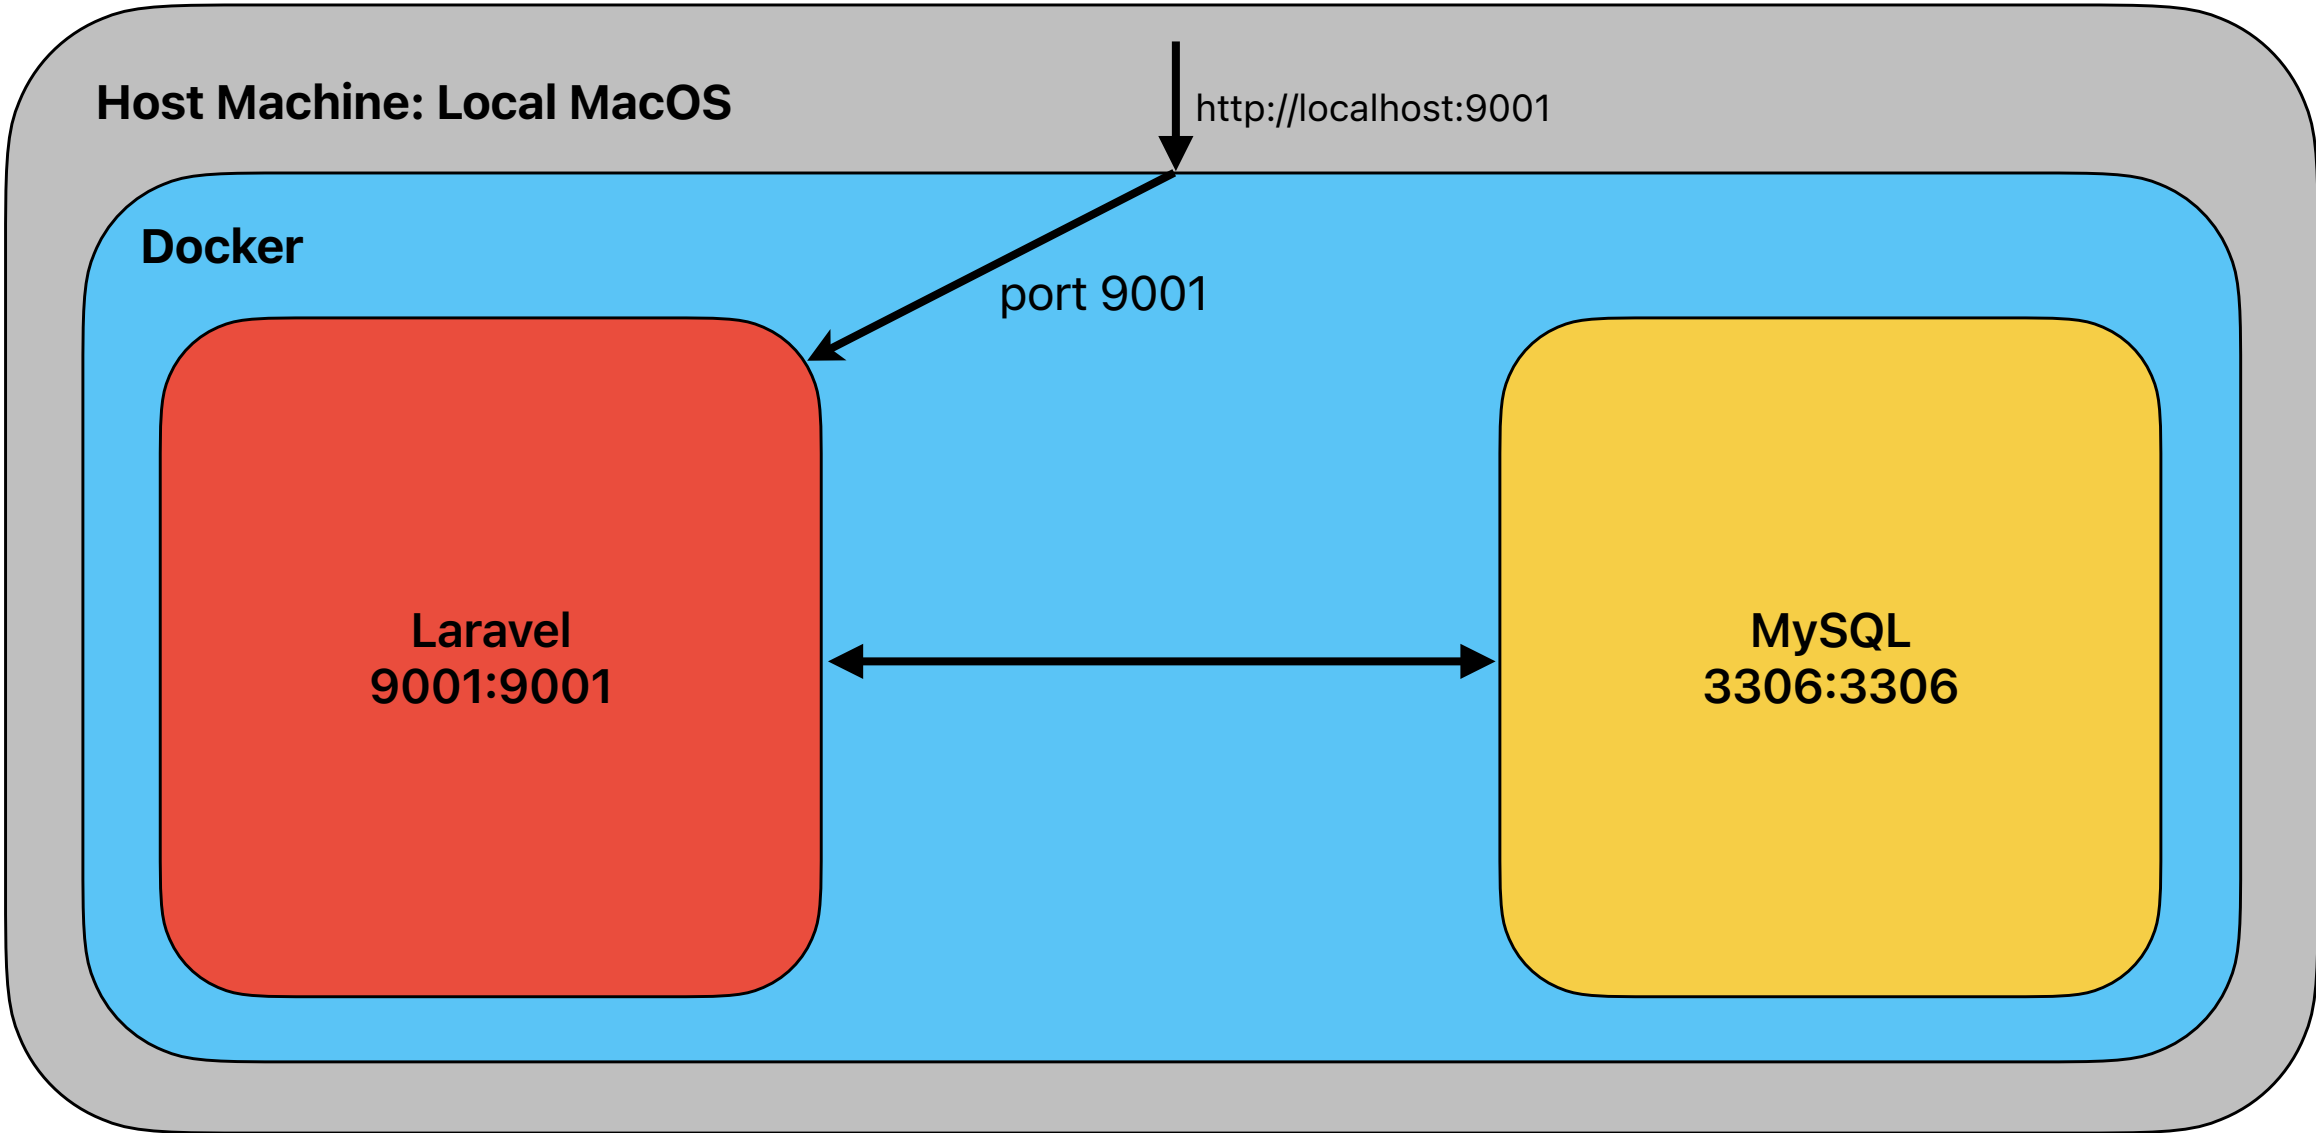 Host Machine: Local MacOS
http://localhost:9001
Docker
port 9001
Laravel
9001:9001
MySQL
3306:3306